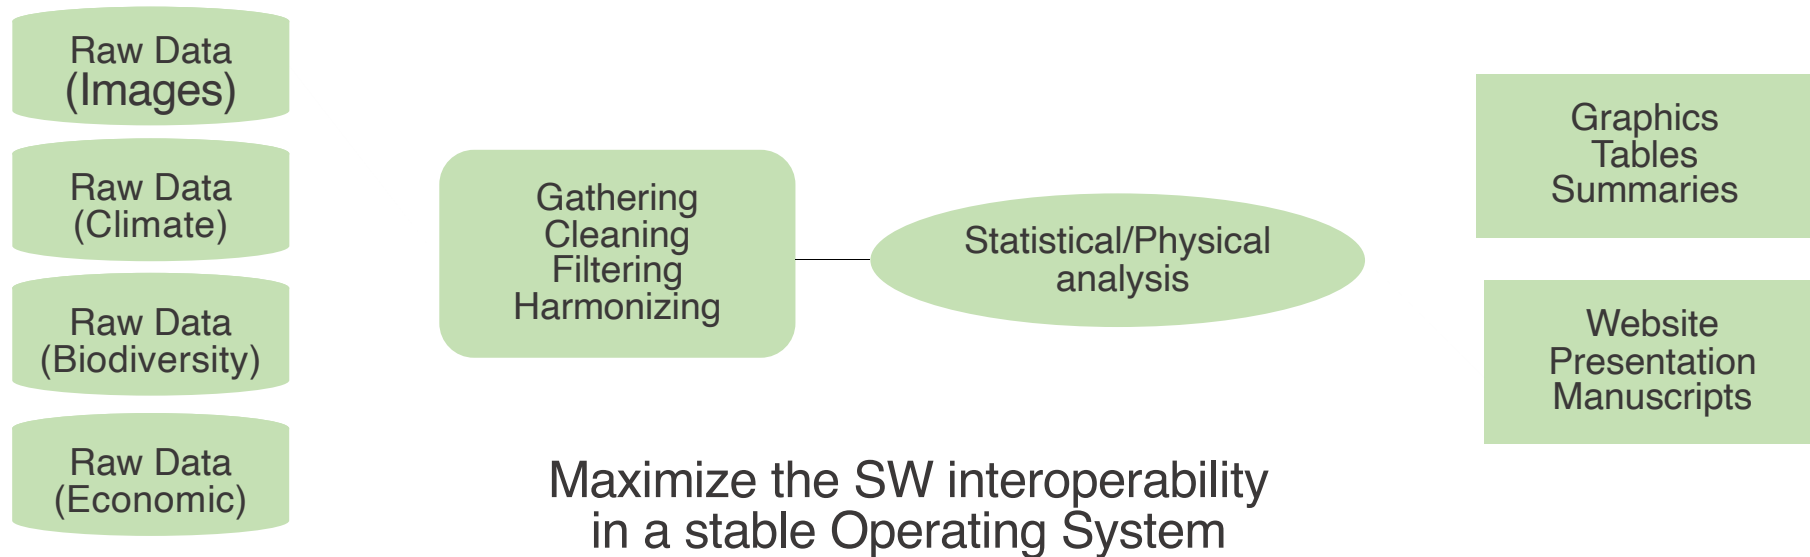 Raw Data
(Images)
Raw Data
(Climate)
Raw Data
(Biodiversity)
Raw Data
(Economic)
Gathering
Cleaning
Filtering
Harmonizing
Statistical/Physical
analysis
Graphics
Tables
Summaries
Website
Presentation
Manuscripts
Maximize the SW interoperability
in a stable Operating System